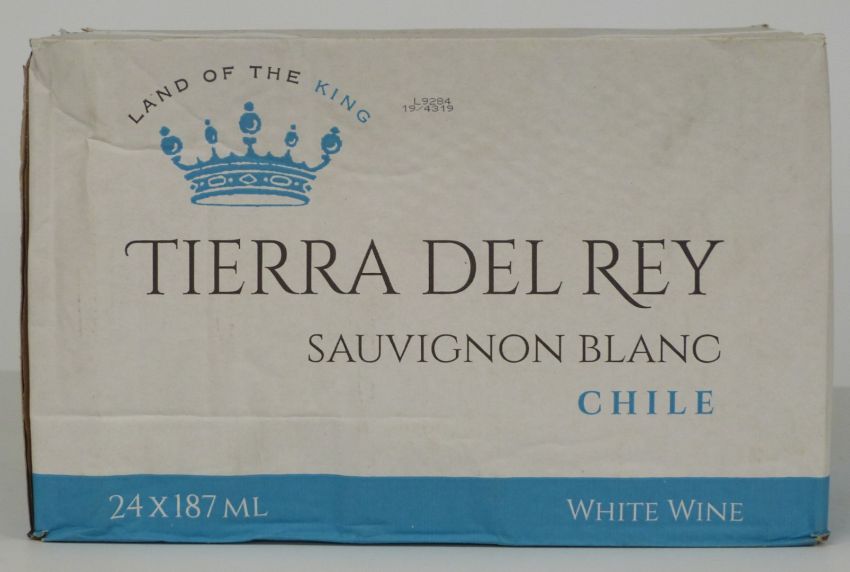 LAND OF THE KING
L9284
19/4319
TIERRA DEL REY
SAUVIGNON BLANC
CHILE
24 X 187 ML
WHITE WINE